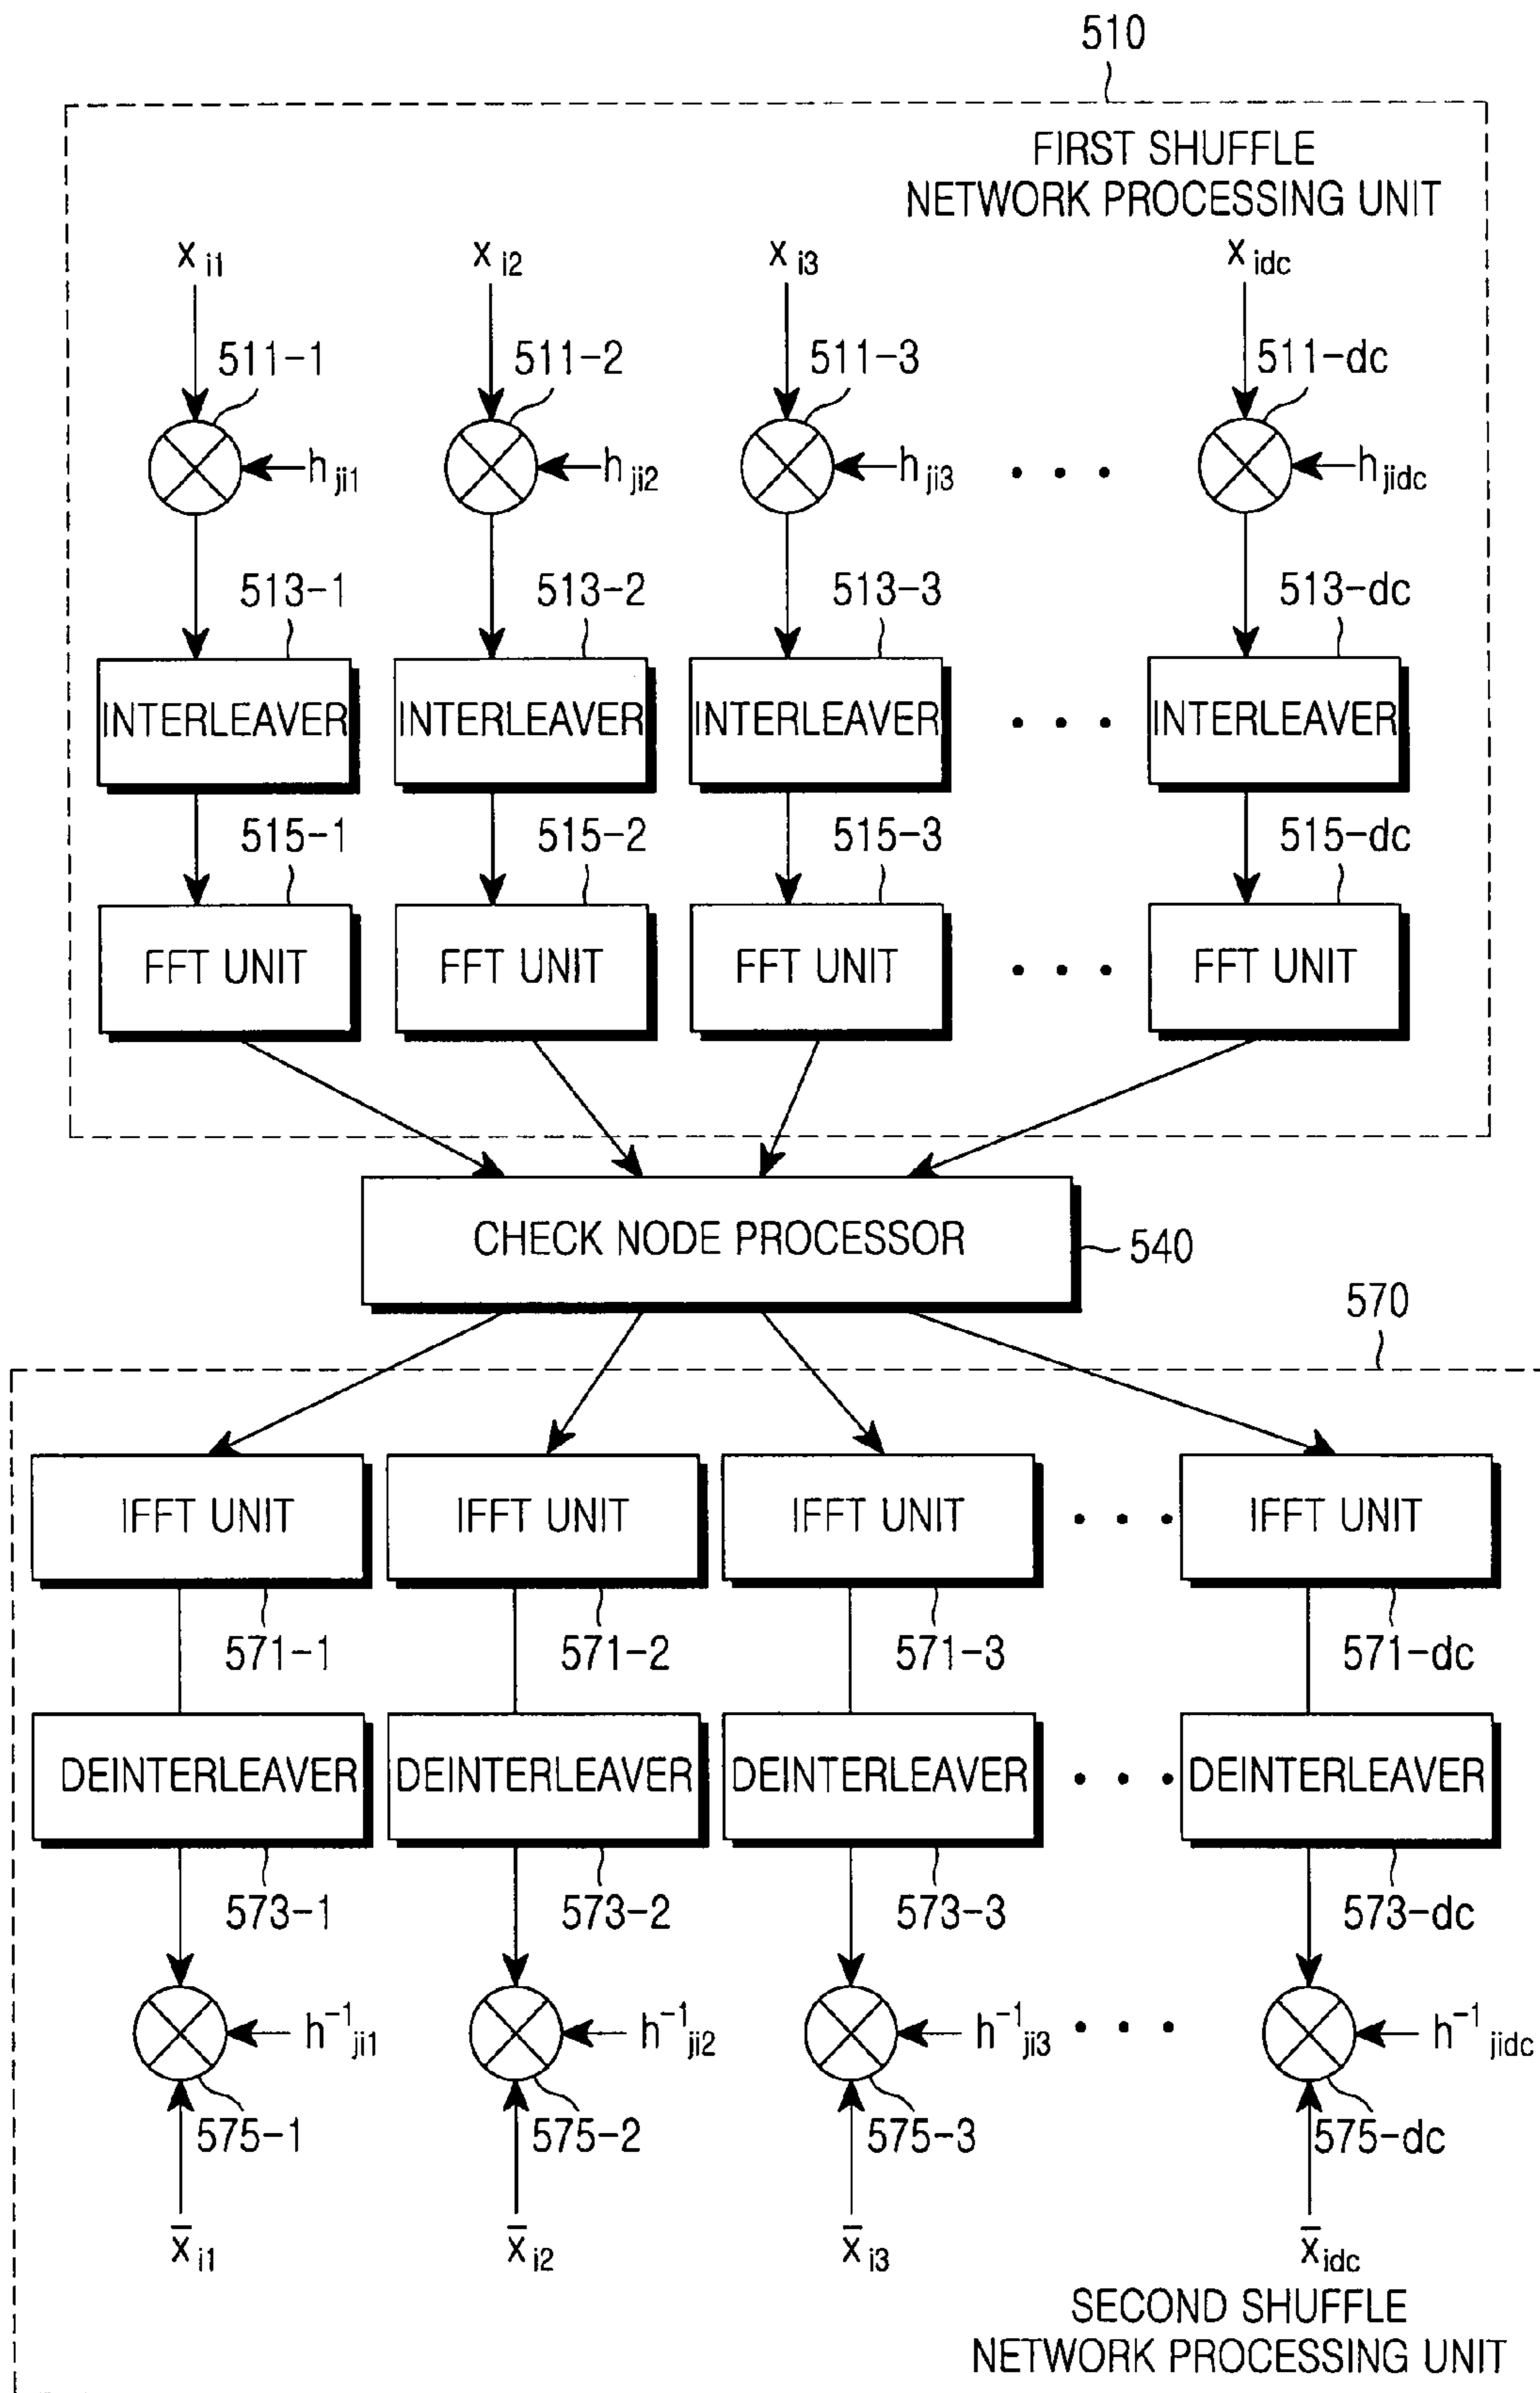 510
FIRST SHUFFLE
NETWORK PROCESSING UNIT
x i1 x i2 x i3 x idc
511-1 511-2 511-3 511-dc
h ji1 h ji2 h ji3 . . . h jidc
513-1 513-2 513-3 513-dc
INTERLEAVER INTERLEAVER INTERLEAVER . . . INTERLEAVER
515-1 515-2 515-3 515-dc
FFT UNIT FFT UNIT FFT UNIT . . . FFT UNIT
CHECK NODE PROCESSOR 540
570
IFFT UNIT IFFT UNIT IFFT UNIT . . . IFFT UNIT
571-1 571-2 571-3 571-dc
DEINTERLEAVER DEINTERLEAVER DEINTERLEAVER . . . DEINTERLEAVER
573-1 573-2 573-3 573-dc
h⁻¹ ji1 h⁻¹ ji2 h⁻¹ ji3 . . . h⁻¹ jidc
575-1 575-2 575-3 575-dc
x̄ i1 x̄ i2 x̄ i3 x̄ idc
SECOND SHUFFLE
NETWORK PROCESSING UNIT